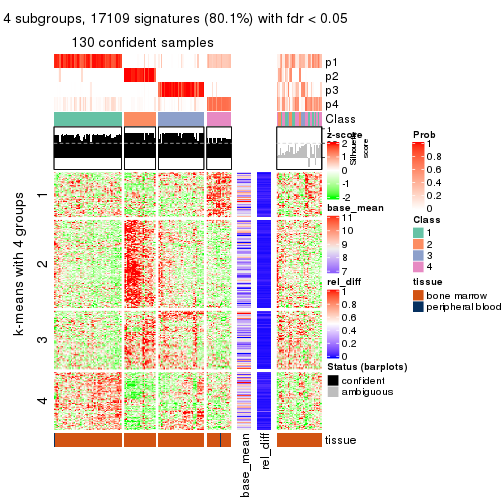 4 subgroups, 17109 signatures (80.1%) with fdr < 0.05
130 confident samples
p1
p2
p3
p4
Class
1
Silhouette score
k-means with 4 groups
1
2
3
4
tissue
base_mean
rel_diff
z-score
2
1
0
-1
-2
base_mean
11
10
9
8
7
rel_diff
1
0.8
0.6
0.4
0.2
0
Status (barplots)
confident
ambiguous
Prob
1
0.8
0.6
0.4
0.2
0
Class
1
2
3
4
tissue
bone marrow
peripheral blood